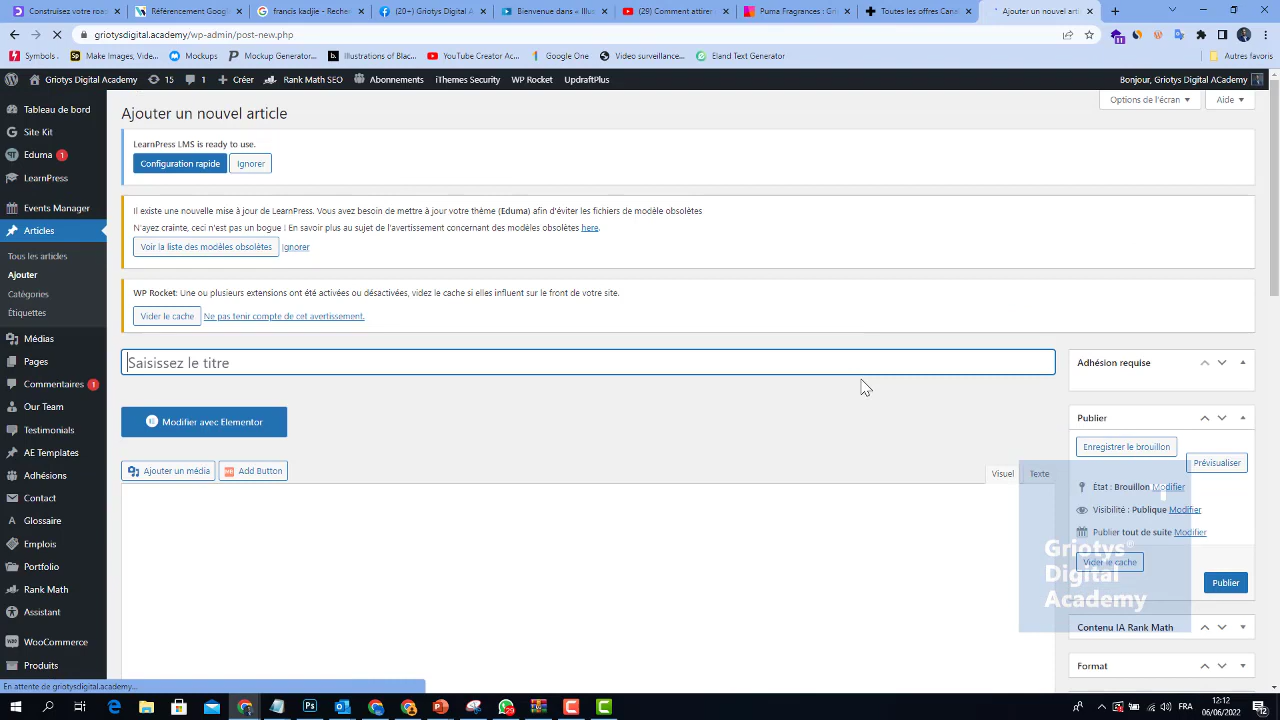 Construisez votre roa
Référencement Goog
francis kadjie - Recher
(20+) Griotys Digital A
Bienvenue dans « Illus
(29) Comment attirer
Puma Fragrances : Gri
Toutes les offres Cana
Ajouter un nouvel artic
griotysdigital.academy/wp-admin/post-new.php
Symbols .
Make Images, Vide...
Mockups
Mockup Generator...
Illustrations of Blac...
YouTube Creator Ac...
Google One
Video surveillance...
Eland Text Generator
Autres favoris
Griotys Digital Academy
15
1
Créer
Rank Math SEO
Abonnements
iThemes Security
WP Rocket
UpdraftPlus
Bonjour, Griotys Digital ACademy
Tableau de bord
Site Kit
Eduma 1
LearnPress
Events Manager
Articles
Tous les articles
Ajouter
Catégories
Étiquettes
Médias
Pages
Commentaires 1
Our Team
Testimonials
AE Templates
Adhésions
Contact
Glossaire
Emplois
Portfolio
Rank Math
Assistant
WooCommerce
Produits
Options de l'écran
Aide
Ajouter un nouvel article
LearnPress LMS is ready to use.
Configuration rapide
Ignorer
Il existe une nouvelle mise à jour de LearnPress. Vous avez besoin de mettre à jour votre thème (Eduma) afin d'éviter les fichiers de modèle obsolètes
N'ayez crainte, ceci n'est pas un bogue ! En savoir plus au sujet de l'avertissement concernant des modèles obsolètes here.
Voir la liste des modèles obsolètes
Ignorer
WP Rocket: Une ou plusieurs extensions ont été activées ou désactivées, videz le cache si elles influent sur le front de votre site.
Vider le cache
Ne pas tenir compte de cet avertissement.
Saisissez le titre
Modifier avec Elementor
Ajouter un média
Add Button
Visuel
Texte
Adhésion requise
Publier
Enregistrer le brouillon
Prévisualiser
État : Brouillon Modifier
Visibilité : Publique Modifier
Publier tout de suite Modifier
Vider le cache
Publier
Griotys®
Digital
Academy
Contenu IA Rank Math
Format
En attente de griotysdigital.academy...
29
FRA
12:12
06/06/2022